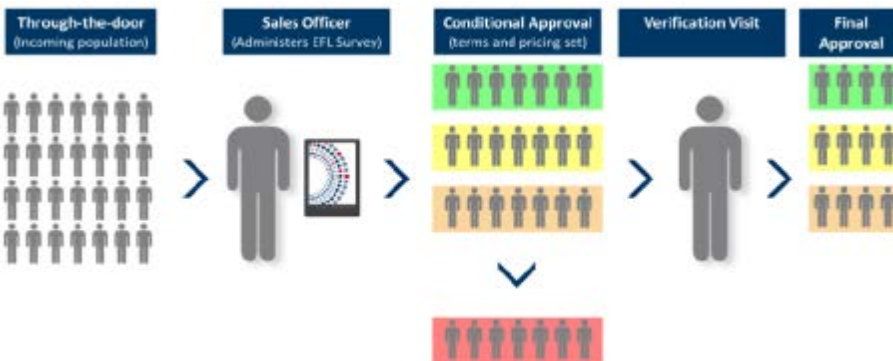 Through-the-door
(Incoming population)
Sales Officer
(Administers EFL Survey)
Conditional Approval
(terms and pricing set)
Verification Visit
Final
Approval